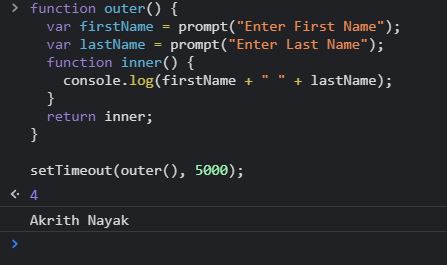 > function outer() {
var firstName = prompt("Enter First Name");
var lastName = prompt("Enter Last Name");
function inner() {
console.log(firstName + " " + lastName);
}
return inner;
}
setTimeout(outer(), 5000);
4
Akrith Nayak
>